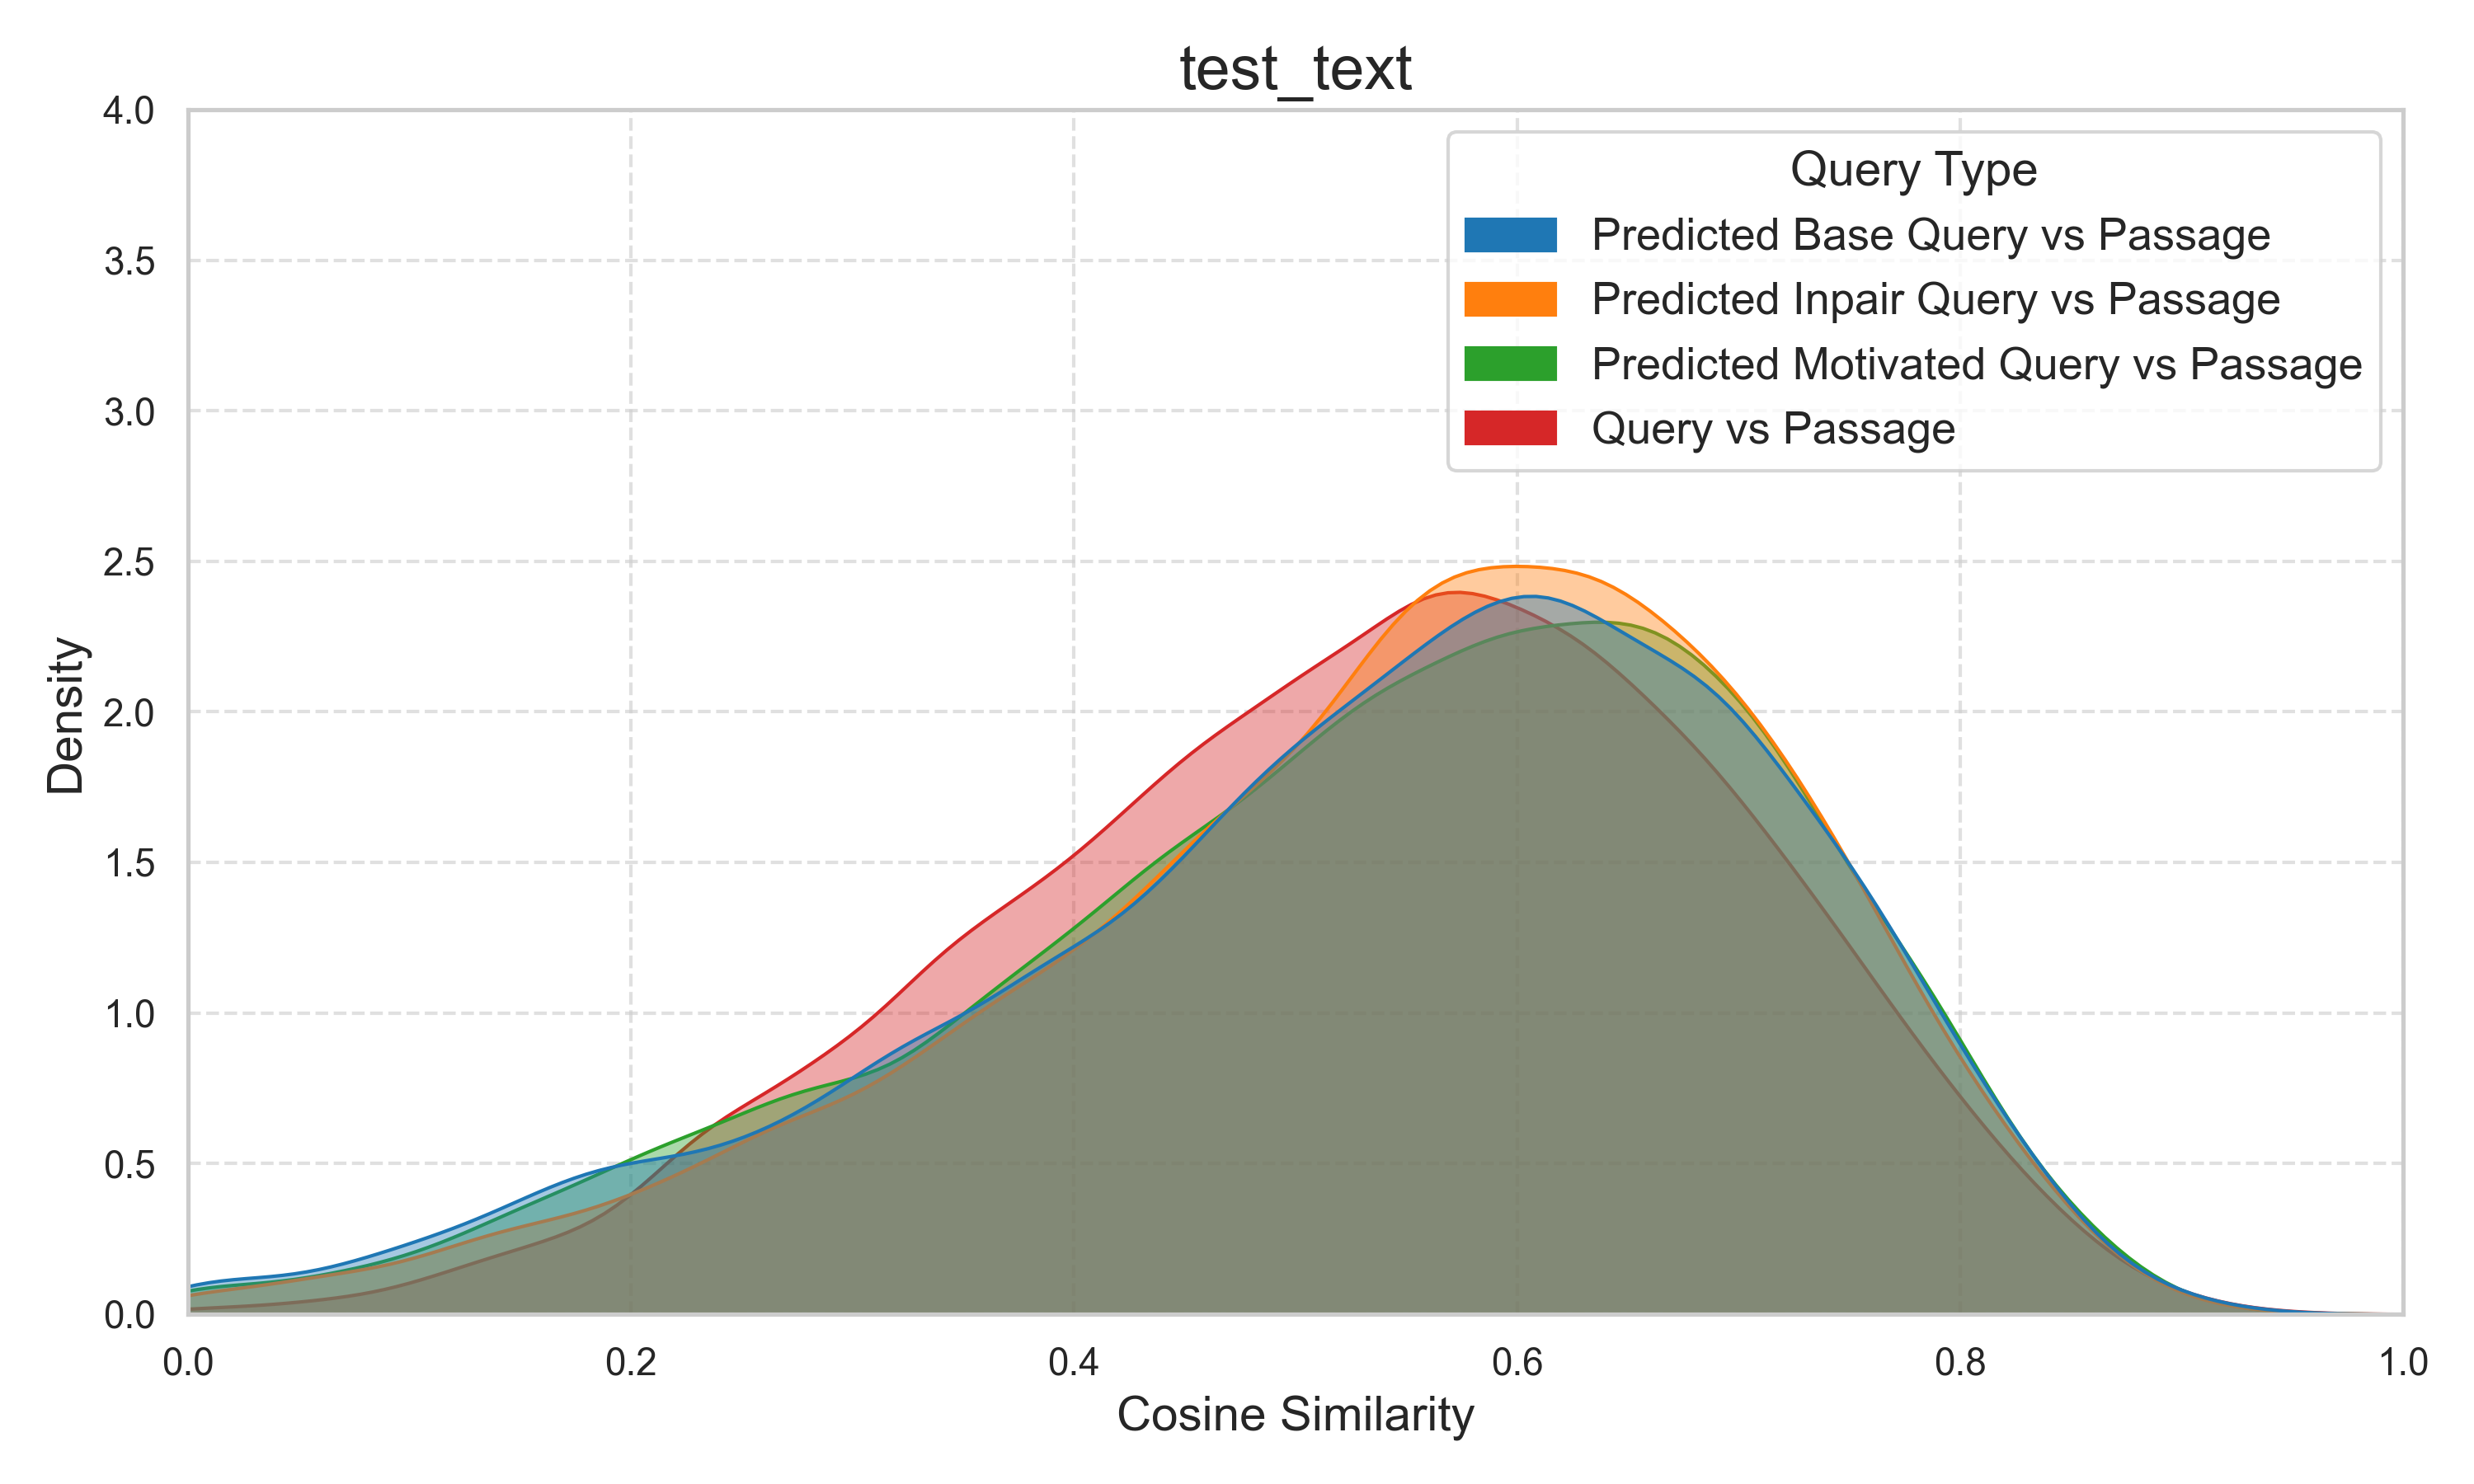 test_text
4.0
3.5
3.0
2.5
2.0
1.5
1.0
0.5
0.0
Density
Query Type
Predicted Base Query vs Passage
Predicted Inpair Query vs Passage
Predicted Motivated Query vs Passage
Query vs Passage
0.0 0.2 0.4 0.6 0.8 1.0
Cosine Similarity